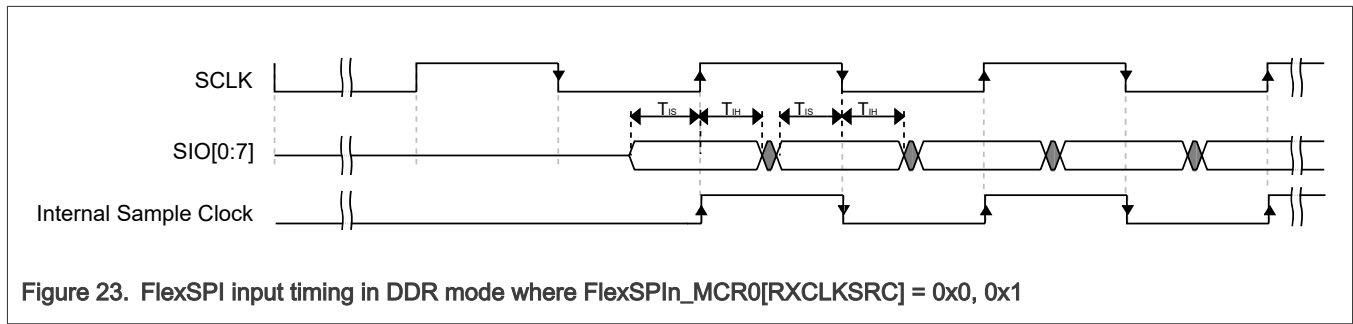 SCLK
TIS TIH TIS TIH
SIO[0:7]
Internal Sample Clock
Figure 23. FlexSPI input timing in DDR mode where FlexSPIn_MCR0[RXCLKSRC] = 0x0, 0x1